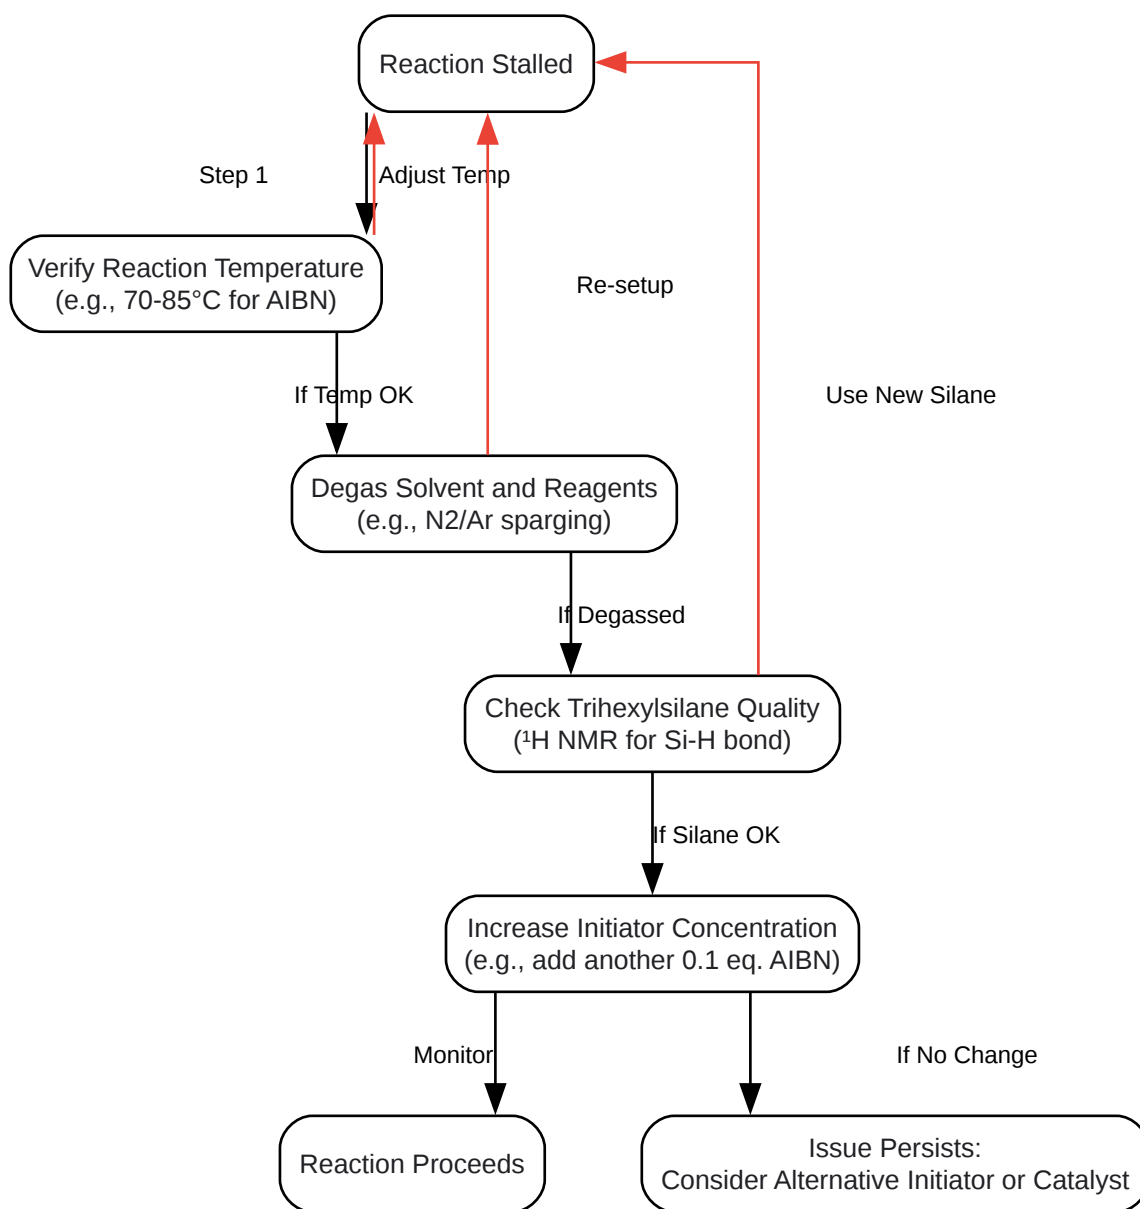 Reaction Stalled
Step 1
Adjust Temp
Verify Reaction Temperature
(e.g., 70-85°C for AIBN)
Re-setup
If Temp OK
Use New Silane
Degas Solvent and Reagents
(e.g., N2/Ar sparging)
If Degassed
Check Trihexylsilane Quality
(¹H NMR for Si-H bond)
If Silane OK
Increase Initiator Concentration
(e.g., add another 0.1 eq. AIBN)
Monitor
If No Change
Reaction Proceeds
Issue Persists:
Consider Alternative Initiator or Catalyst